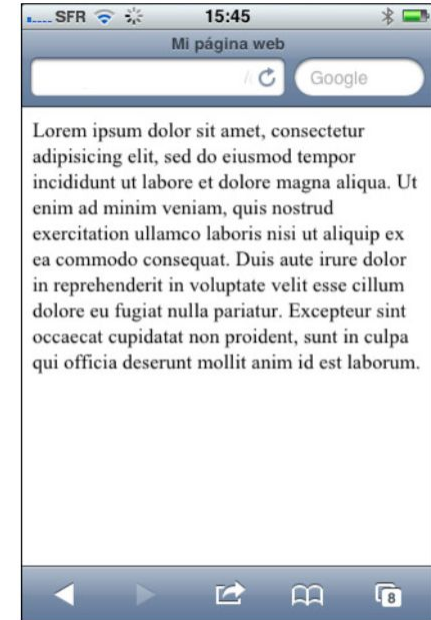 SFR 15:45
Mi página web
Google
Lorem ipsum dolor sit amet, consectetur
adipisicing elit, sed do eiusmod tempor
incididunt ut labore et dolore magna aliqua. Ut
enim ad minim veniam, quis nostrud
exercitation ullamco laboris nisi ut aliquip ex
ea commodo consequat. Duis aute irure dolor
in reprehenderit in voluptate velit esse cillum
dolore eu fugiat nulla pariatur. Excepteur sint
occaecat cupidatat non proident, sunt in culpa
qui officia deserunt mollit anim id est laborum.
8